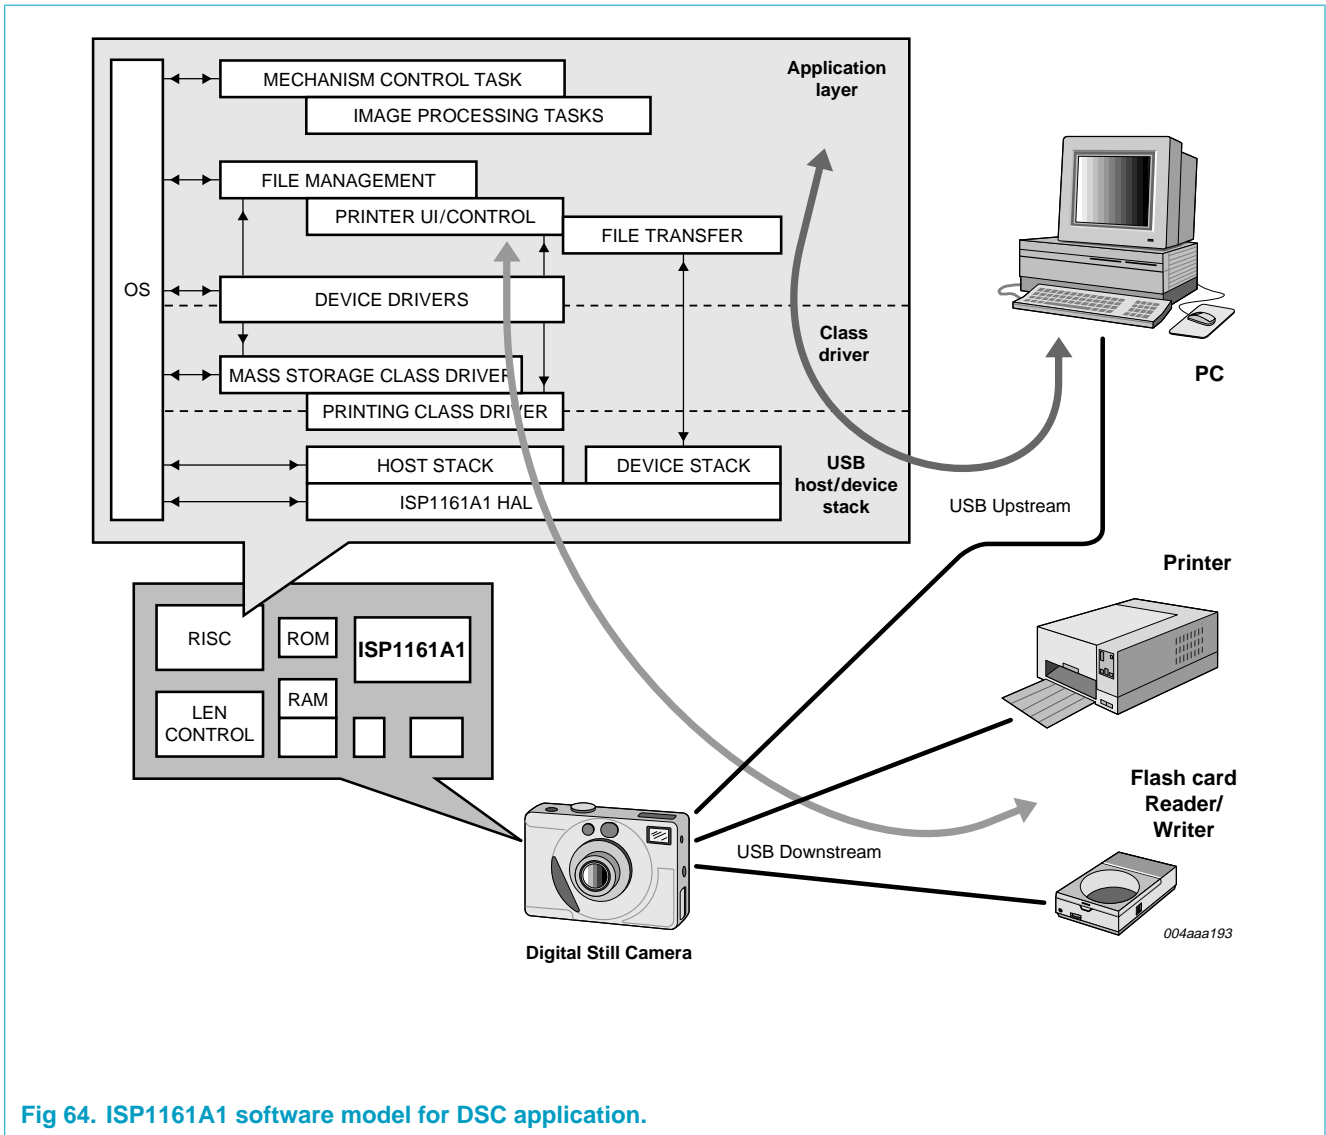 MECHANISM CONTROL TASK
IMAGE PROCESSING TASKS
Application
layer
FILE MANAGEMENT
PRINTER UI/CONTROL
FILE TRANSFER
OS
DEVICE DRIVERS
Class
driver
MASS STORAGE CLASS DRIVER
PRINTING CLASS DRIVER
HOST STACK
DEVICE STACK
USB
host/device
stack
ISP1161A1 HAL
PC
USB Upstream
Printer
RISC
ROM
ISP1161A1
RAM
LEN
CONTROL
Flash card
Reader/
Writer
USB Downstream
004aaa193
Digital Still Camera
Fig 64. ISP1161A1 software model for DSC application.